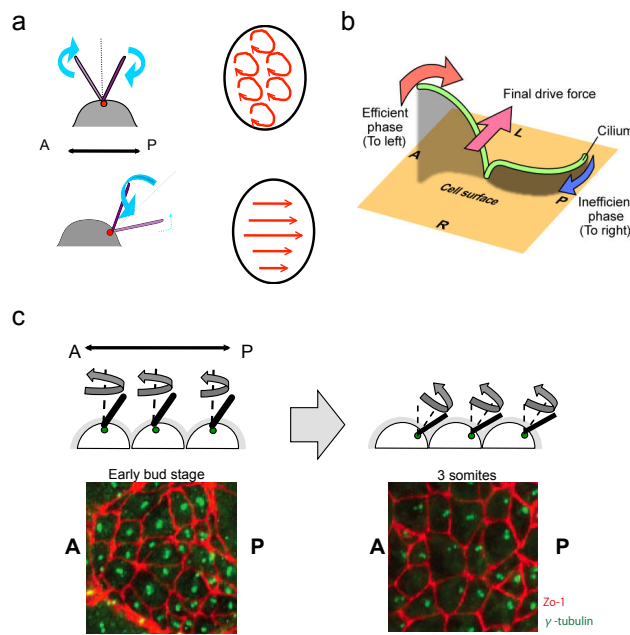 a
A
P
b
Efficient
phase
(To left)
Final drive force
L
Cilium
A
Cell surface
P
Inefficien
phase
(To right)
R
c
A
P
Early bud stage
3 somites
A
P
A
P
Zo-1
γ -tubulin